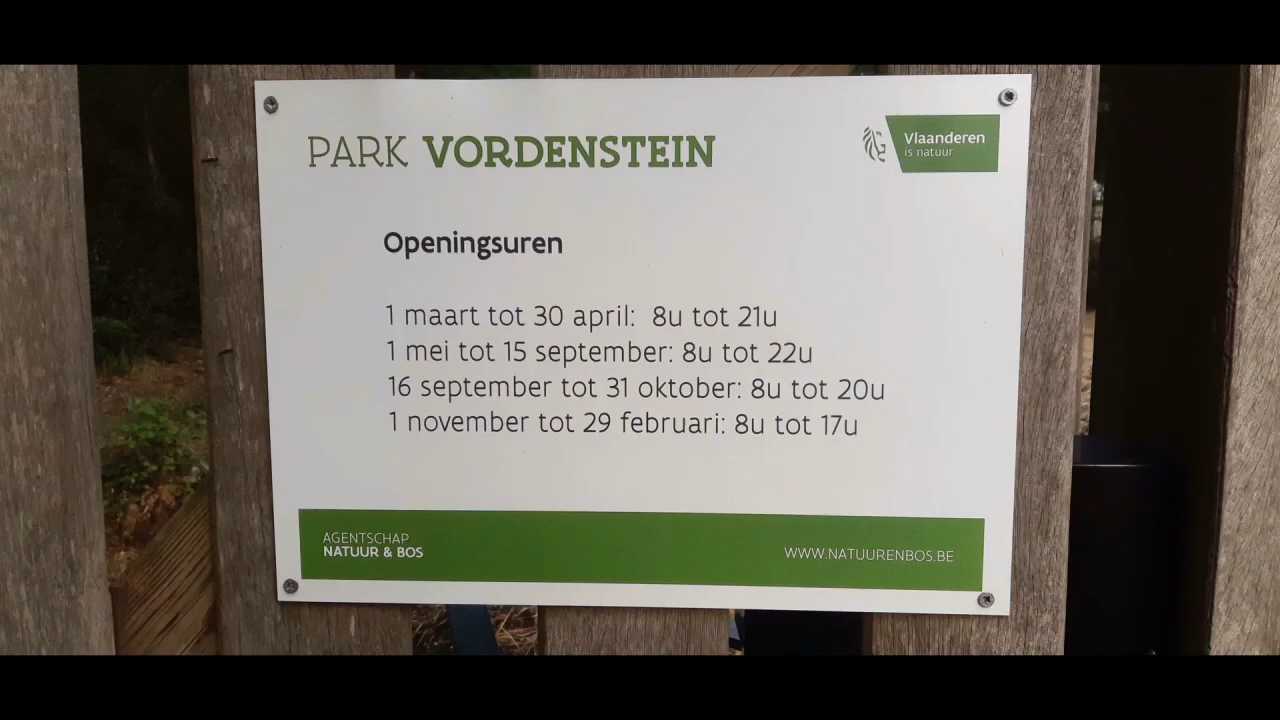 PARK VORDENSTEIN
Vlaanderen
is natuur
Openingsuren
1 maart tot 30 april: 8u tot 21u
1 mei tot 15 september: 8u tot 22u
16 september tot 31 oktober: 8u tot 20u
1 november tot 29 februari: 8u tot 17u
AGENTSCHAP
NATUUR & BOS
WWW.NATUURENBOS.BE